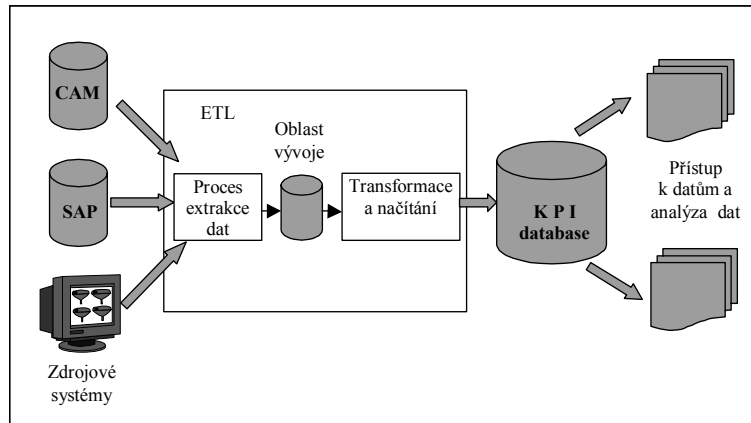 CAM
SAP
Zdrojové
systémy
ETL
Proces
extrakce
dat
Oblast
vývoje
Transformace
a načítání
K P I
database
Přístup
k datům a
analýza dat